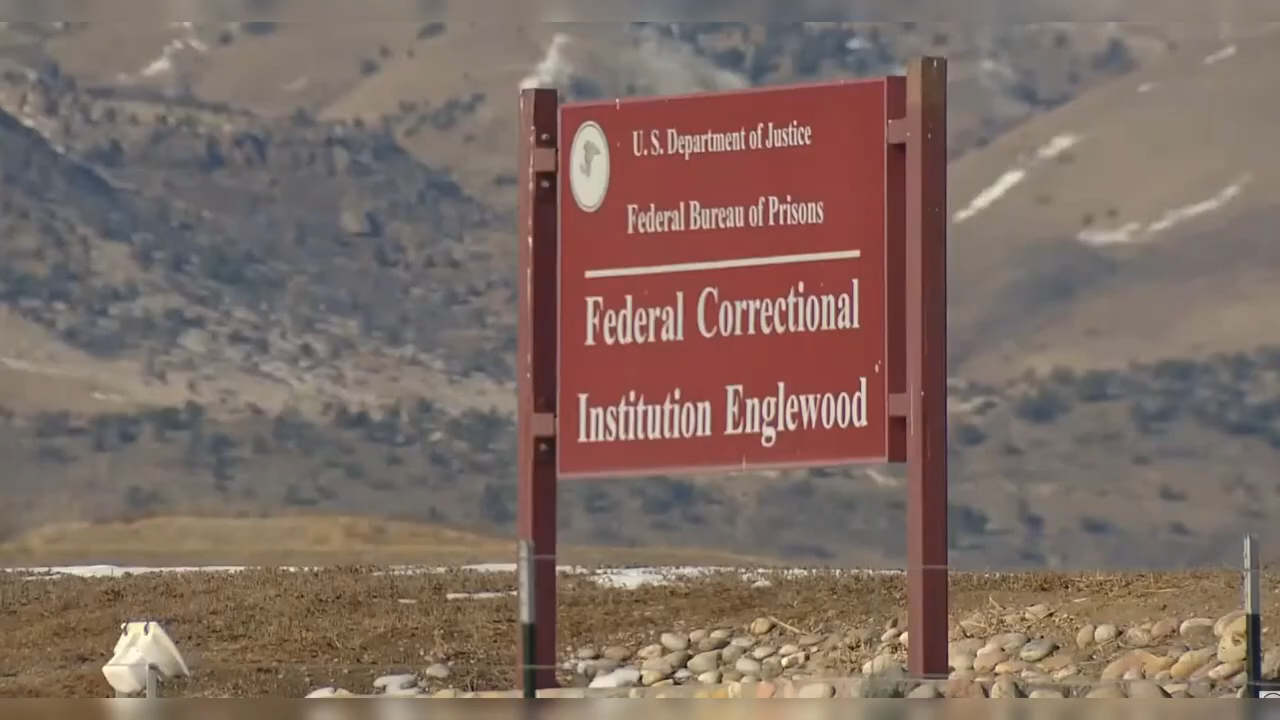 U. S. Department of Justice
Federal Bureau of Prisons
Federal Correctional
Institution Englewood